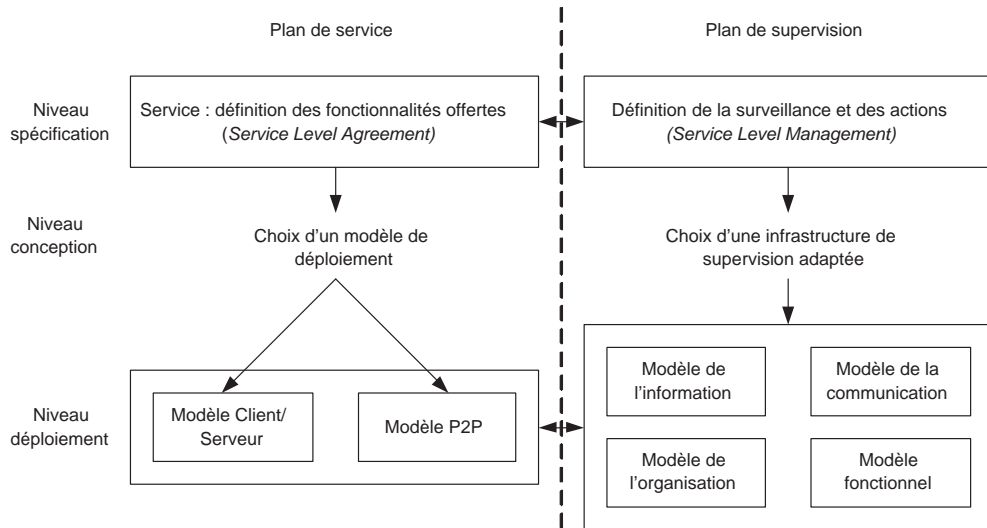 Plan de service
Plan de supervision
Niveau
spécification
Service : définition des fonctionnalités offertes
(Service Level Agreement)
Définition de la surveillance et des actions
(Service Level Management)
Niveau
conception
Choix d'un modèle de
déploiement
Choix d'une infrastructure de
supervision adaptée
Niveau
déploiement
Modèle Client/
Serveur
Modèle P2P
Modèle de
l'information
Modèle de la
communication
Modèle de
l'organisation
Modèle
fonctionnel